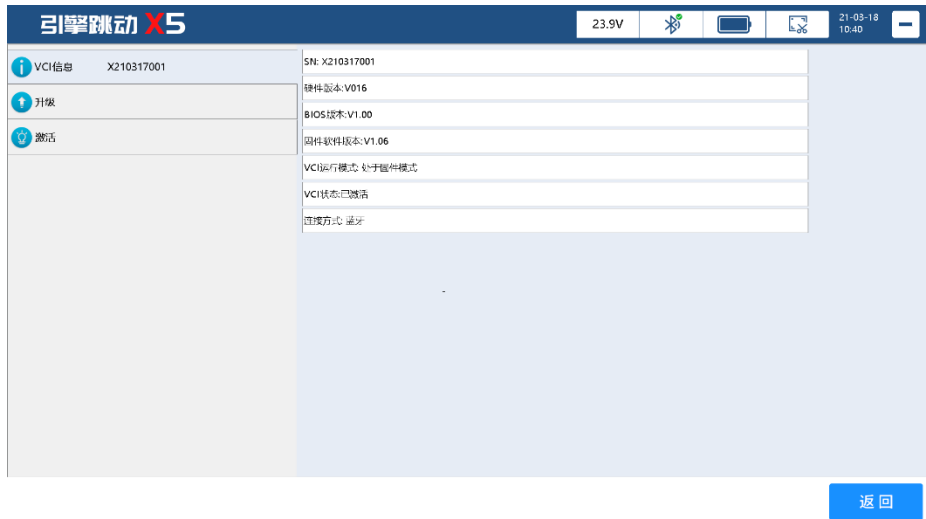 引擎跳动 X5
23.9V
21-03-18
10:40
VCI信息 X210317001
升级
激活
SN: X210317001
硬件版本:V016
BIOS版本:V1.00
固件软件版本:V1.06
VCI运行模式: 处于固件模式
VCI状态:已激活
连接方式: 蓝牙
返回